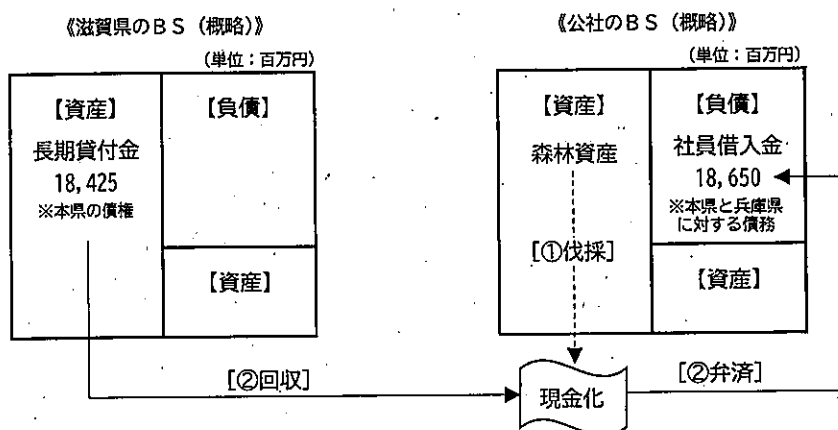 《滋賀県のBS（概略）》
（単位：百万円）
【資産】
長期貸付金
18,425
※本県の債権
【負債】
【資産】
《公社のBS（概略）》
（単位：百万円）
【資産】
森林資産
[①伐採]
【負債】
社員借入金
18,650
※本県と兵庫県
に対する債務
【資産】
[②回収]
現金化
[②弁済]